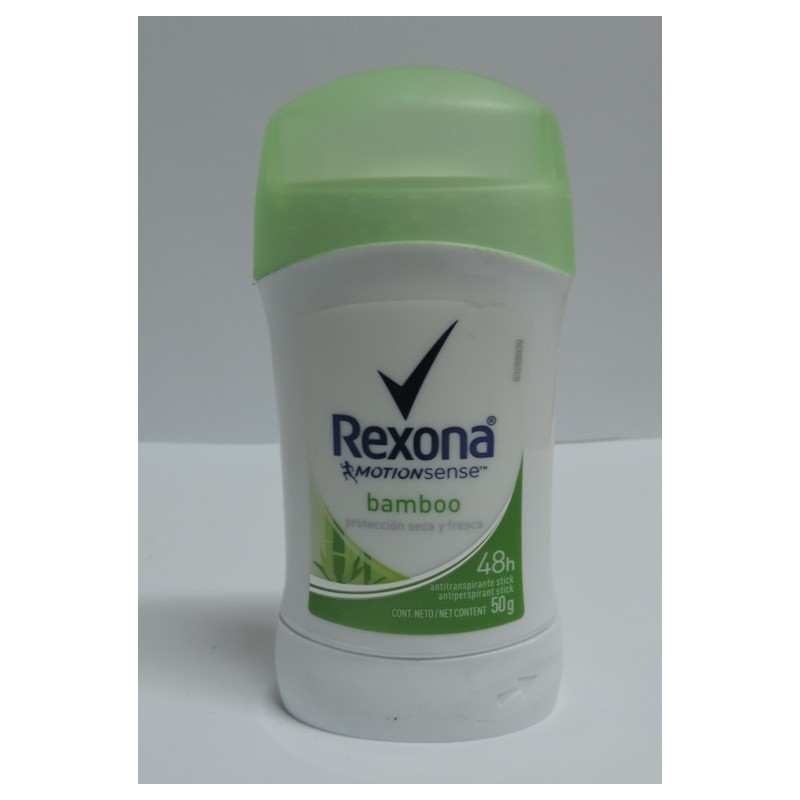 Rexona®
MOTIONsense™
bamboo
protección seca y fresca
48h
antitranspirante stick
antiperspirant stick
CONT. NETO/NET CONTENT 50g